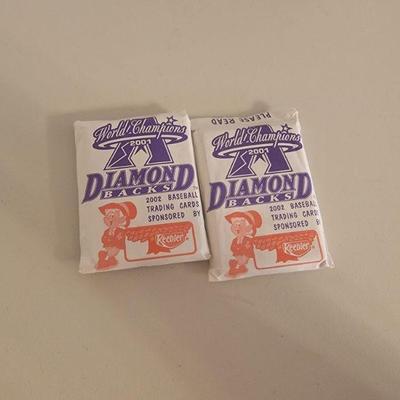 World Champions
2001
DIAMOND
BACKS
2002 BASEBALL
TRADING CARDS
SPONSORED BY
Keebler
PLEASE READ
World Champions
2001
DIAMOND
BACKS
2002 BASEBALL
TRADING CARDS
SPONSORED B
Keebler